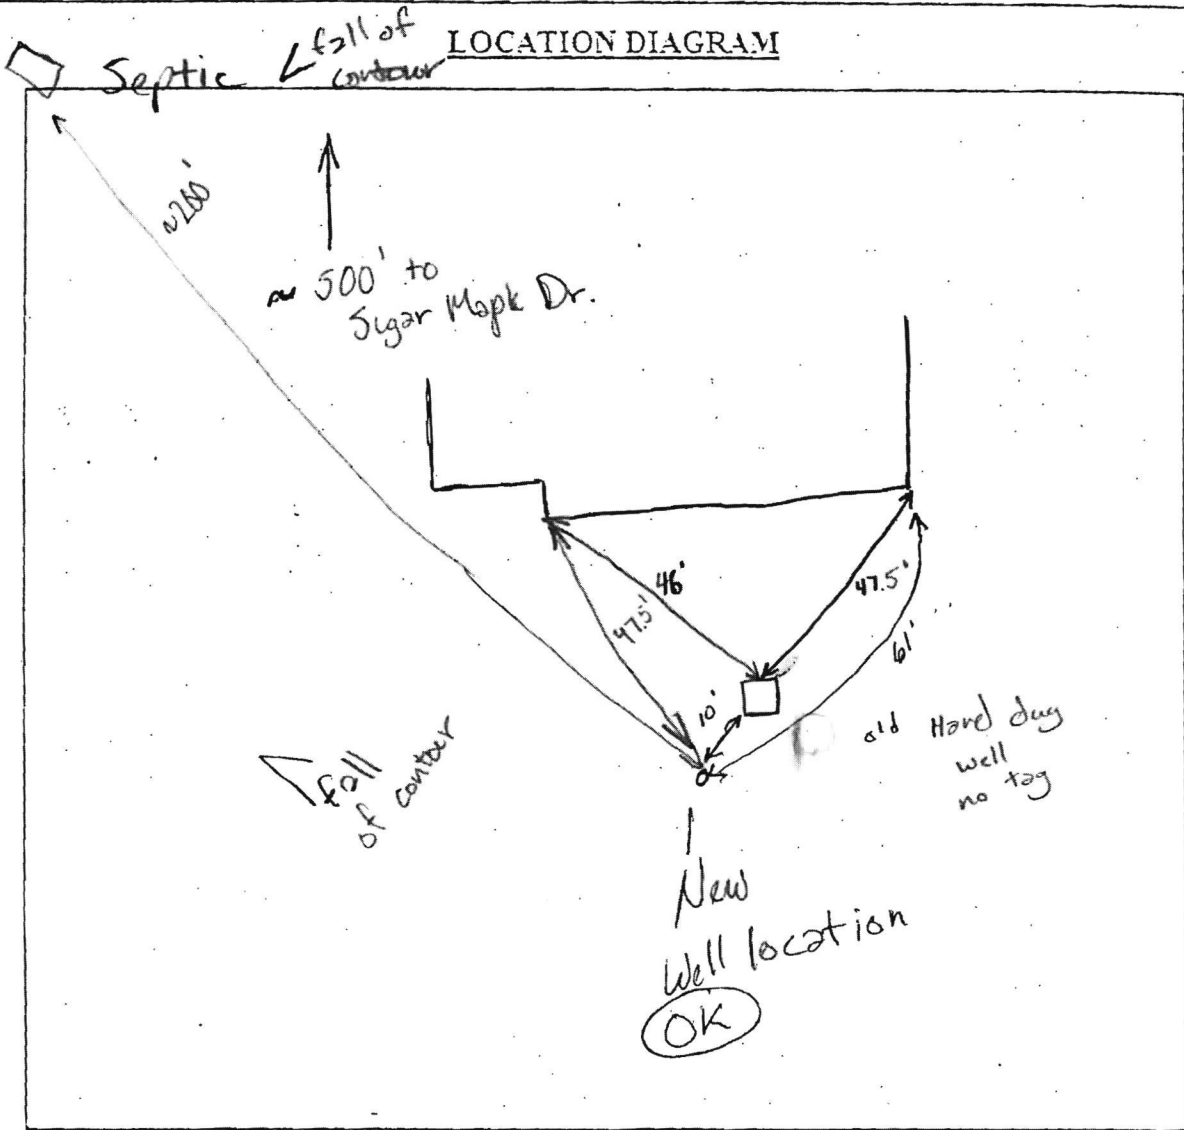 LOCATION DIAGRAM
Septic
fall of
contour
~200'
~ 500' to
Sugar Maple Dr.
46'
47.5'
47.5'
61'
10'
old Hand dug
well
no tag
fall
of contour
New
Well location
OK